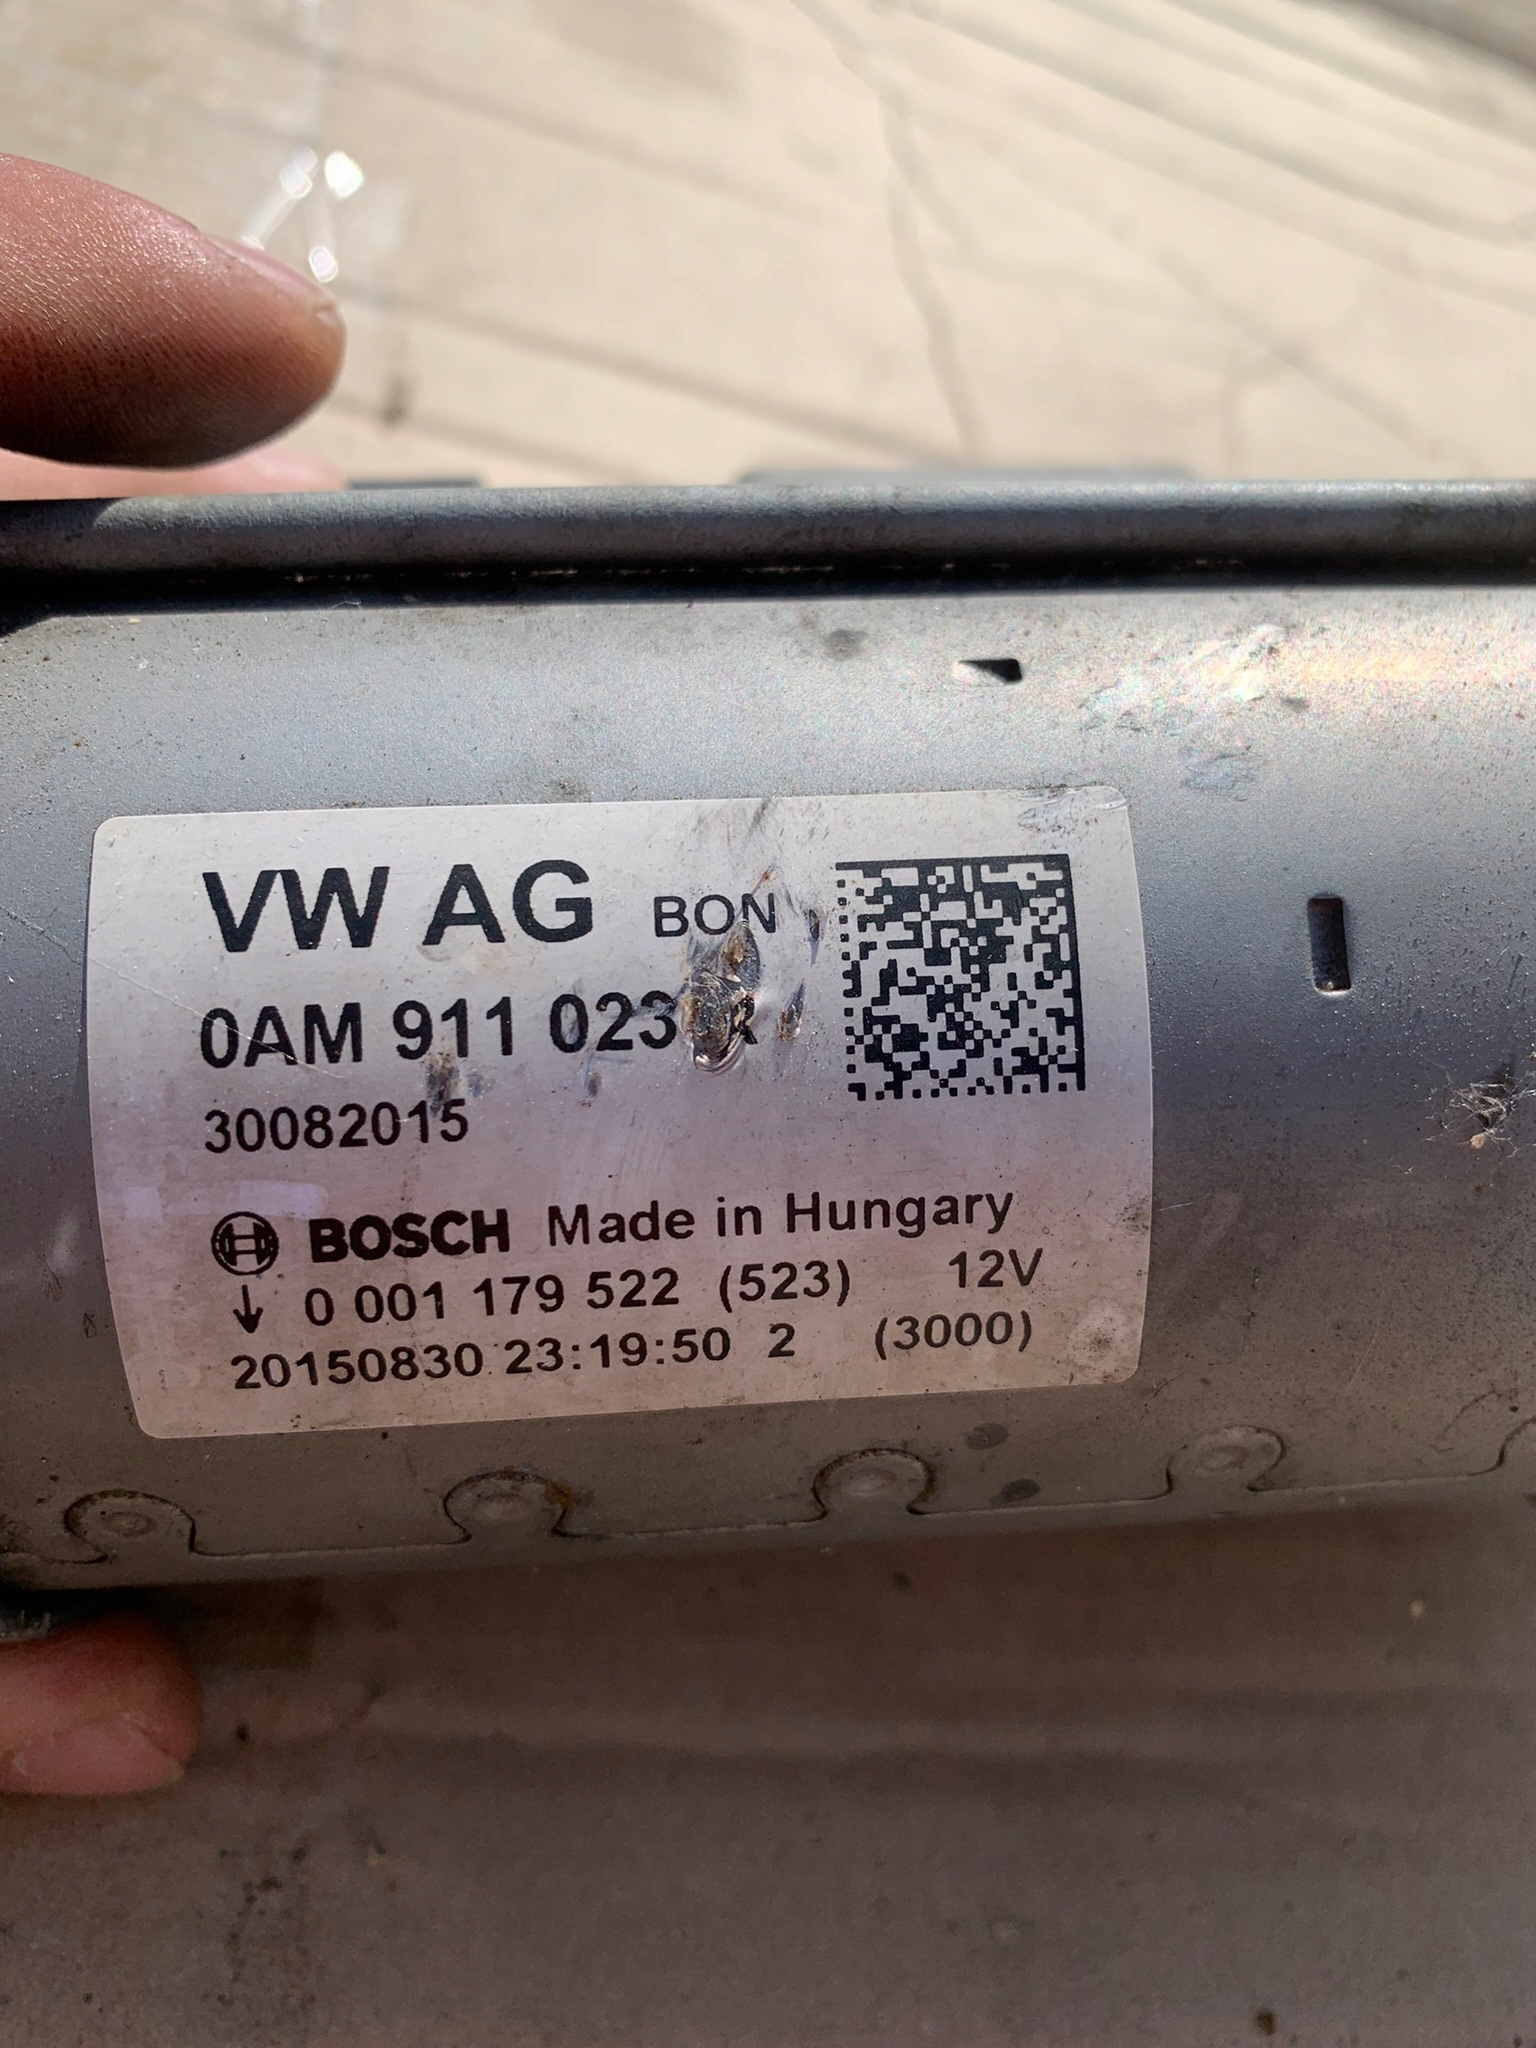 VW AG BON
0AM 911 023
30082015
BOSCH Made in Hungary
↓ 0 001 179 522 (523) 12V
20150830 23:19:50 2 (3000)